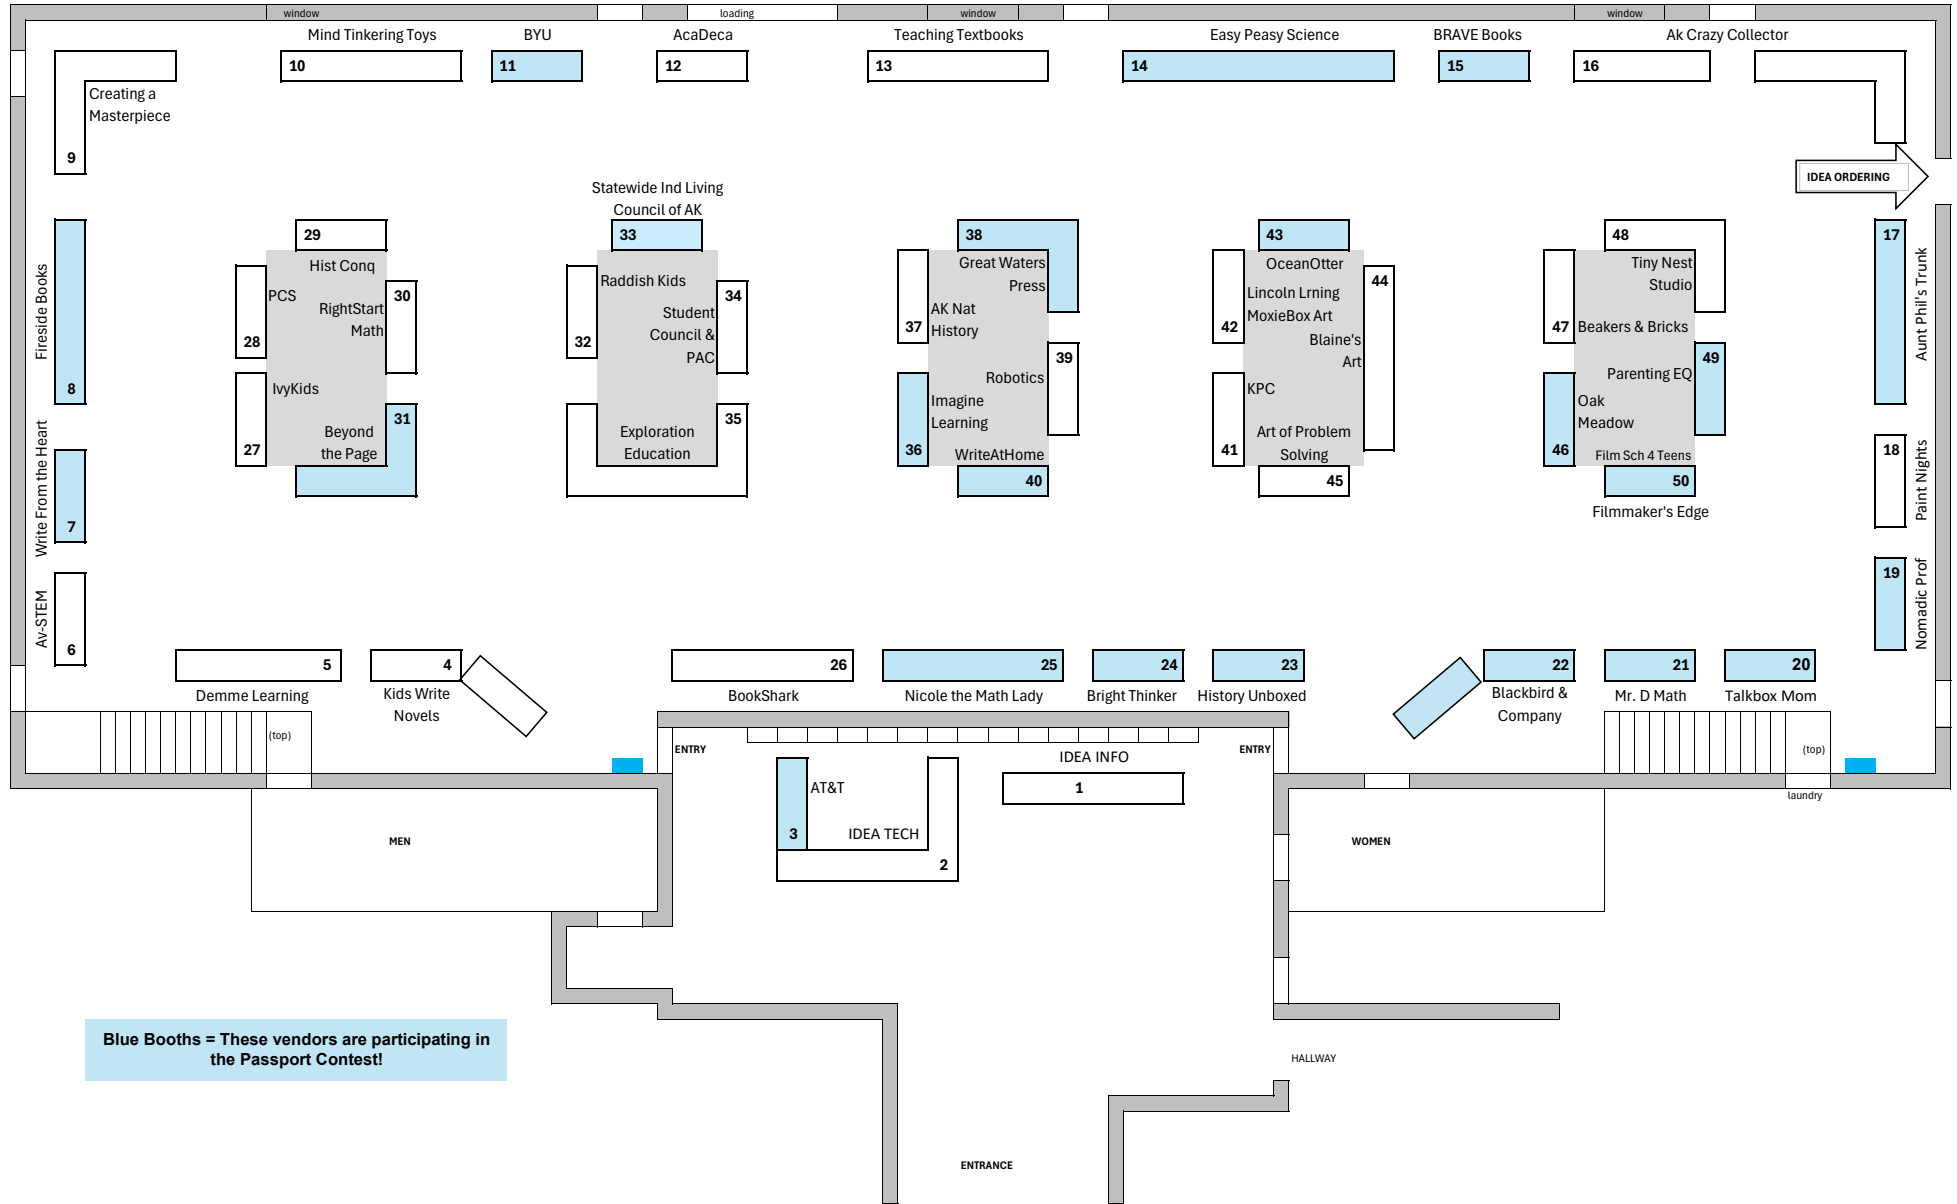 window
loading
window
window
Mind Tinkering Toys
BYU
AcaDeca
Teaching Textbooks
Easy Peasy Science
BRAVE Books
Ak Crazy Collector
10
11
12
13
14
15
16
Creating a
Masterpiece
9
IDEA ORDERING
Statewide Ind Living
Council of AK
29
33
38
43
48
17
Hist Conq
PCS
RightStart
Math
30
28
IvyKids
27
31
Beyond
the Page
Raddish Kids
32
34
Student
Council &
PAC
35
Exploration
Education
Great Waters
Press
AK Nat
History
37
39
Robotics
Imagine
Learning
36
WriteAtHome
40
OceanOtter
44
Lincoln Lrning
MoxieBox Art
42
Blaine's
Art
KPC
41
Art of Problem
Solving
45
Tiny Nest
Studio
47
Beakers & Bricks
49
Parenting EQ
Oak
Meadow
46
Film Sch 4 Teens
50
Filmmaker's Edge
Fireside Books
8
Write From the Heart
7
Av-STEM
6
Aunt Phil's Trunk
18
Paint Nights
19
Nomadic Prof
5
4
26
25
24
23
22
21
20
Demme Learning
Kids Write
Novels
BookShark
Nicole the Math Lady
Bright Thinker
History Unboxed
Blackbird &
Company
Mr. D Math
Talkbox Mom
(top)
ENTRY
ENTRY
(top)
IDEA INFO
1
AT&T
3
IDEA TECH
2
laundry
MEN
WOMEN
Blue Booths = These vendors are participating in
the Passport Contest!
HALLWAY
ENTRANCE